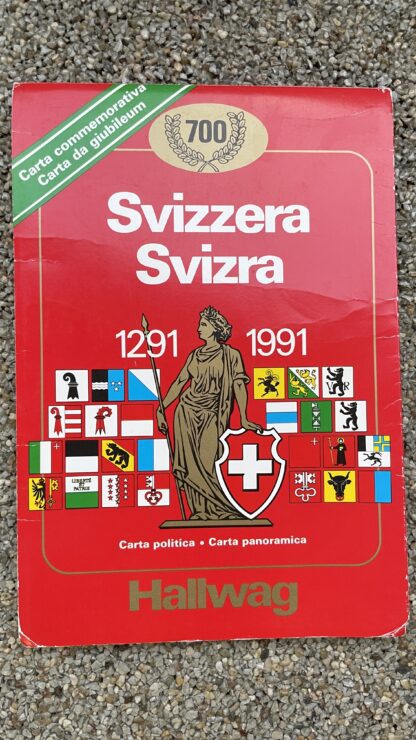 Carta commemorativa
Carta da giubileum
700
Svizzera
Svizra
1291 1991
LIBERTÉ
ET
PATRIE
Carta politica • Carta panoramica
Hallwag